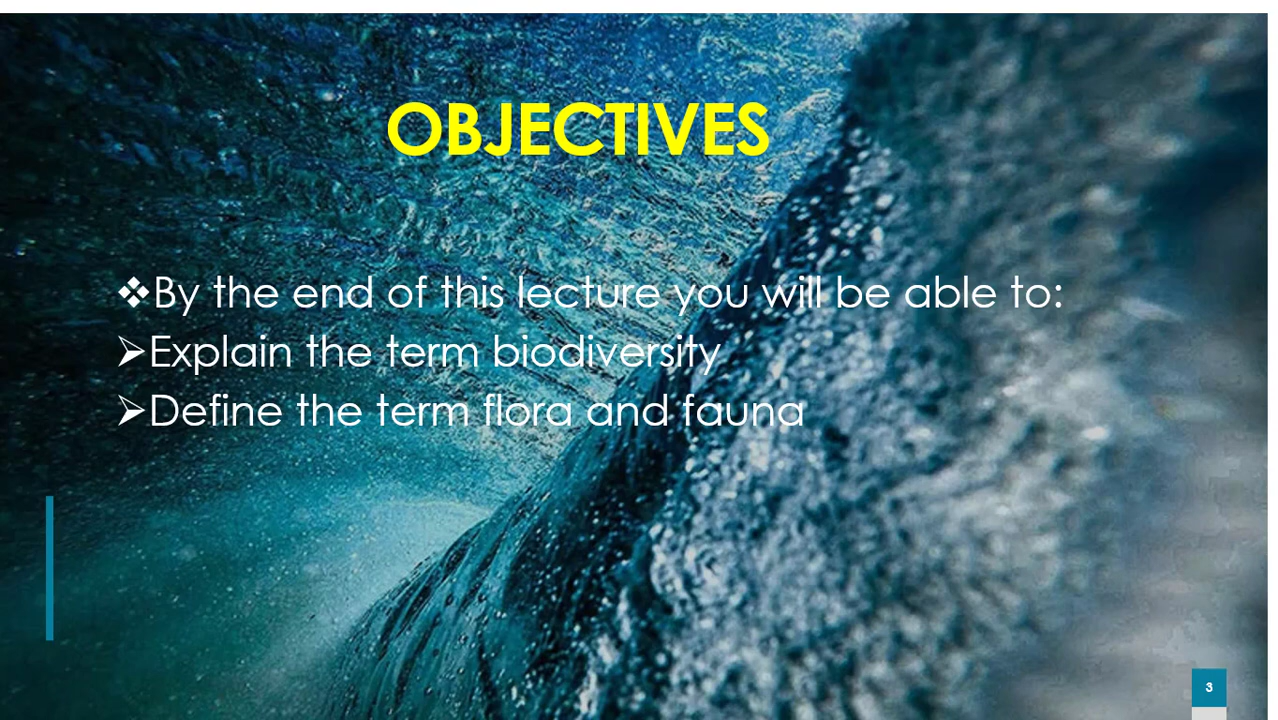 OBJECTIVES
❖By the end of this lecture you will be able to:
➢Explain the term biodiversity
➢Define the term flora and fauna
3